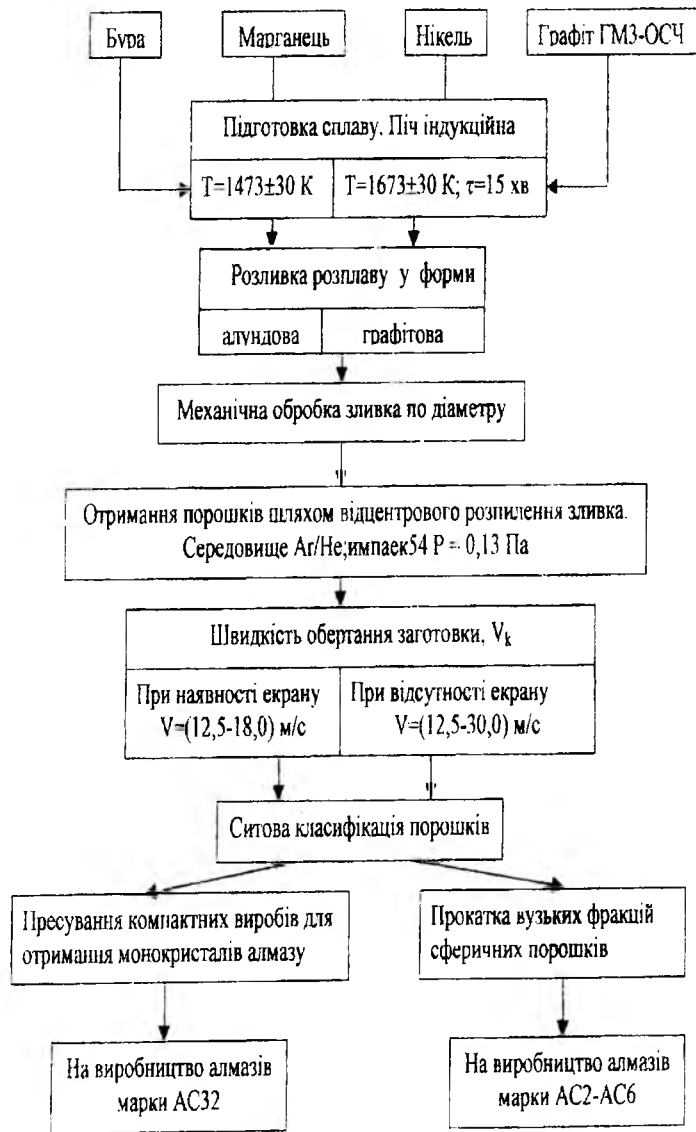 Бура
Марганець
Нікель
Графіт ГМЗ-ОСЧ
Підготовка сплаву. Піч індукційна
Т=1473±30 К
Т=1673±30 К; τ=15 хв
Розливка розплаву у форми
алундова
графітова
Механічна обробка зливка по діаметру
Отримання порошків шляхом відцентрового розпилення зливка.
Середовище Ar/He;импаек54 Р = 0,13 Па
Швидкість обертання заготовки, Vk
При наявності екрану
V=(12,5-18,0) м/с
При відсутності екрану
V=(12,5-30,0) м/с
Ситова класифікація порошків
Пресування компактних виробів для
отримання монокристалів алмазу
Прокатка вузьких фракцій
сферичних порошків
На виробництво алмазів
марки АС32
На виробництво алмазів
марки АС2-АС6